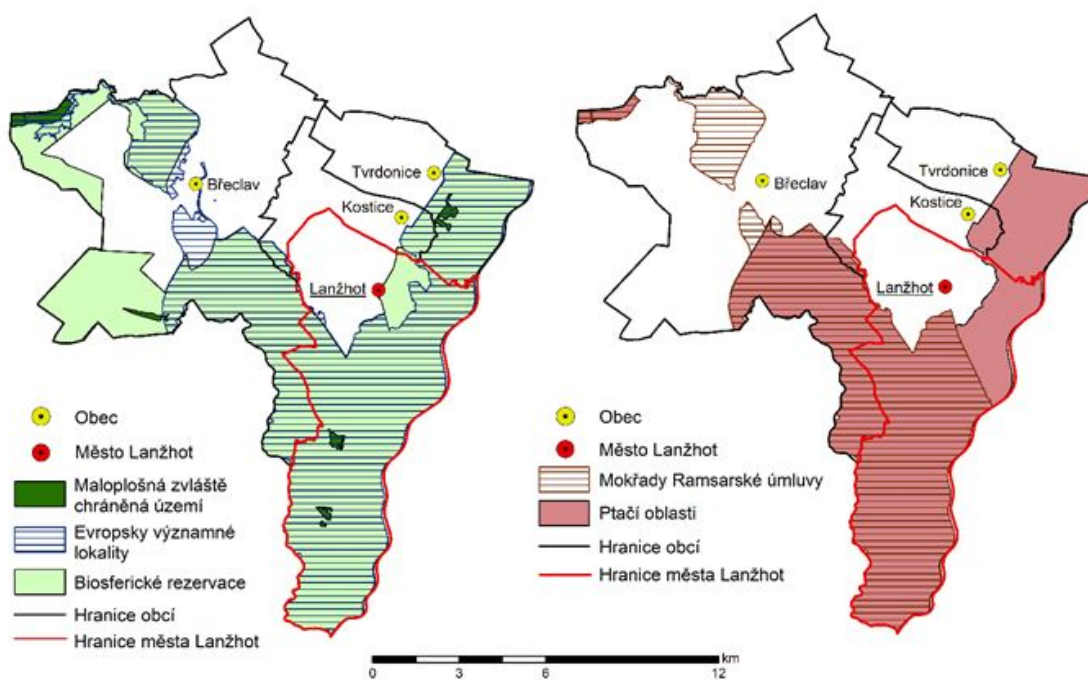 Břeclav
Tvrdonice
Kostice
Lanžhot
Obec
Město Lanžhot
Maloplošná zvláště
chráněná území
Evropsky významné
lokality
Biosferické rezervace
Hranice obcí
Hranice města Lanžhot
Tvrdonice
Břeclav
Kostice
Lanžhot
Obec
Město Lanžhot
Mokřady Ramsarské úmluvy
Ptačí oblasti
Hranice obcí
Hranice města Lanžhot
km
0 3 6 12